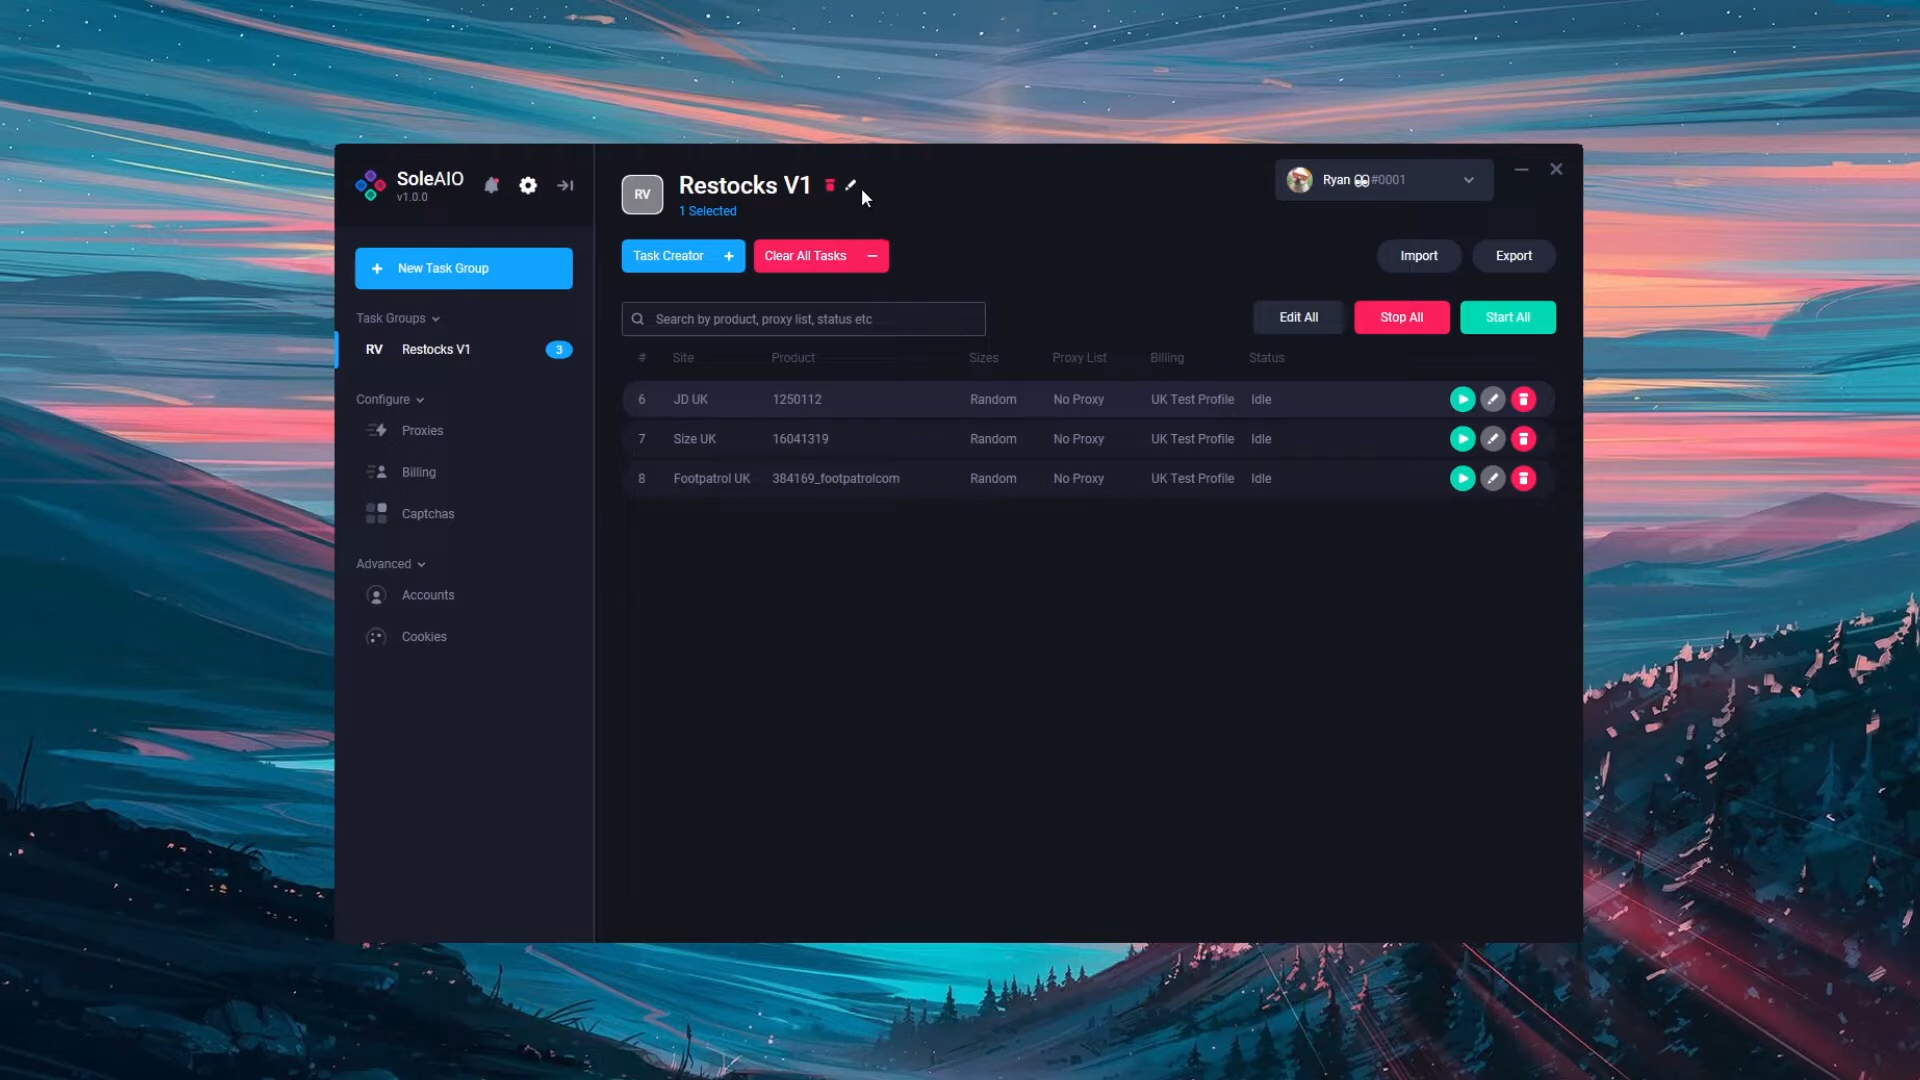 SoleAIO
v1.0.0
New Task Group
Task Groups
RV Restocks V1 3
Configure
Proxies
Billing
Captchas
Advanced
Accounts
Cookies
RV
Restocks V1
1 Selected
Ryan 👀#0001
Task Creator +
Clear All Tasks −
Import
Export
Search by product, proxy list, status etc
Edit All
Stop All
Start All
# Site Product Sizes Proxy List Billing Status
6 JD UK 1250112 Random No Proxy UK Test Profile Idle
7 Size UK 16041319 Random No Proxy UK Test Profile Idle
8 Footpatrol UK 384169_footpatrolcom Random No Proxy UK Test Profile Idle